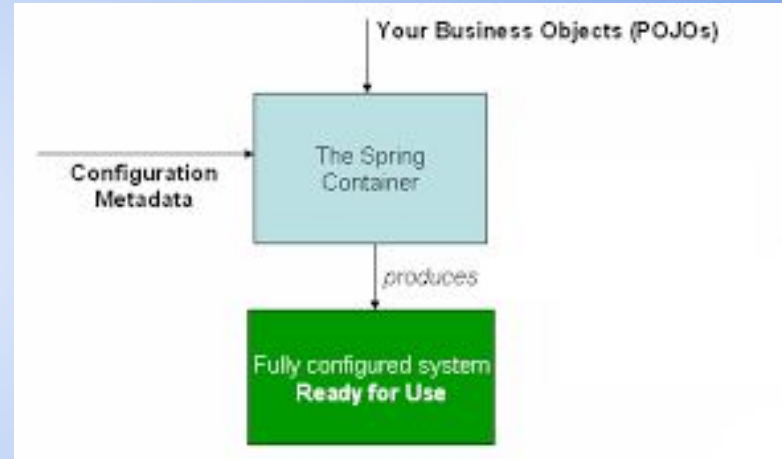 Your Business Objects (POJOs)
The Spring
Container
Configuration
Metadata
produces
Fully configured system
Ready for Use